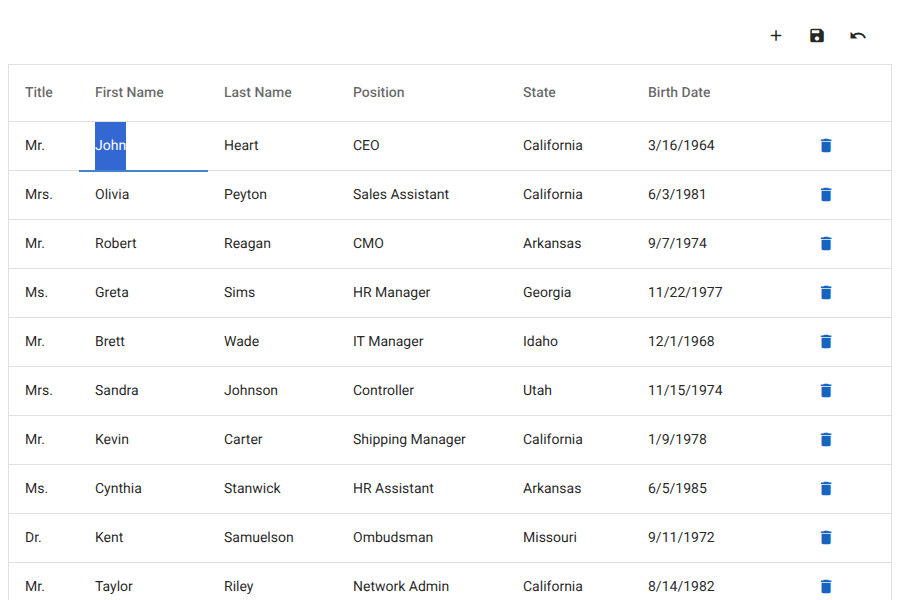 Title First Name Last Name Position State Birth Date
Mr. John Heart CEO California 3/16/1964
Mrs. Olivia Peyton Sales Assistant California 6/3/1981
Mr. Robert Reagan CMO Arkansas 9/7/1974
Ms. Greta Sims HR Manager Georgia 11/22/1977
Mr. Brett Wade IT Manager Idaho 12/1/1968
Mrs. Sandra Johnson Controller Utah 11/15/1974
Mr. Kevin Carter Shipping Manager California 1/9/1978
Ms. Cynthia Stanwick HR Assistant Arkansas 6/5/1985
Dr. Kent Samuelson Ombudsman Missouri 9/11/1972
Mr. Taylor Riley Network Admin California 8/14/1982